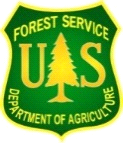 FOREST SERVICE
U S
DEPARTMENT OF AGRICULTURE